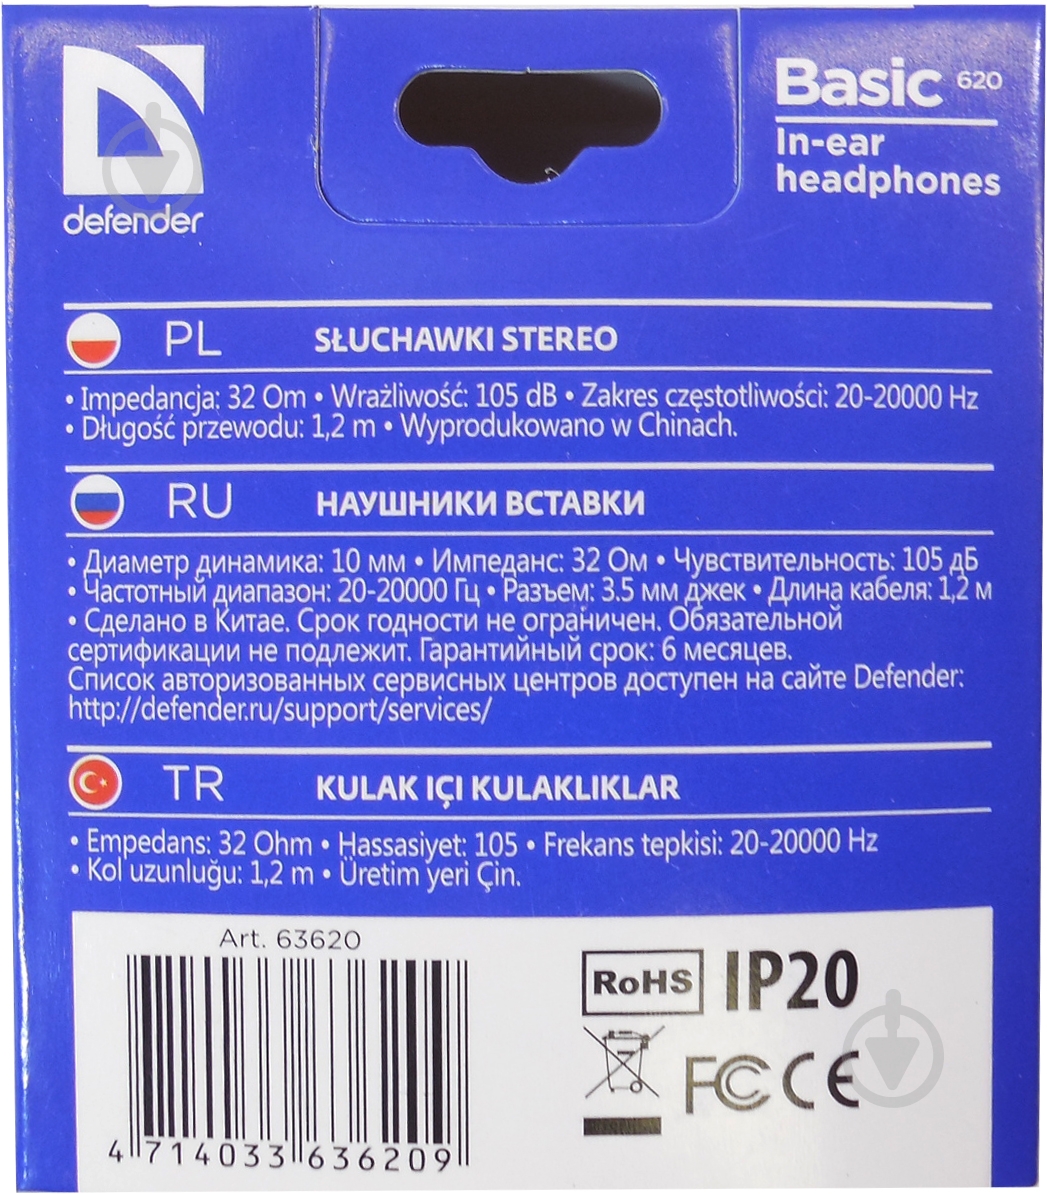 defender
Basic 620
In-ear
headphones
PL SŁUCHAWKI STEREO
• Impedancja: 32 Om • Wrażliwość: 105 dB • Zakres częstotliwości: 20-20000 Hz
• Długość przewodu: 1,2 m • Wyprodukowano w Chinach.
RU НАУШНИКИ ВСТАВКИ
• Диаметр динамика: 10 мм • Импеданс: 32 Ом • Чувствительность: 105 дБ
• Частотный диапазон: 20-20000 Гц • Разъем: 3.5 мм джек • Длина кабеля: 1,2 м
• Сделано в Китае. Срок годности не ограничен. Обязательной
сертификации не подлежит. Гарантийный срок: 6 месяцев.
Список авторизованных сервисных центров доступен на сайте Defender:
http://defender.ru/support/services/
TR KULAK IÇI KULAKLIKLAR
• Empedans: 32 Ohm • Hassasiyet: 105 • Frekans tepkisi: 20-20000 Hz
• Kol uzunluğu: 1,2 m • Üretim yeri Çin.
Art. 63620
4 714033 636209
RoHS IP20
FC CE